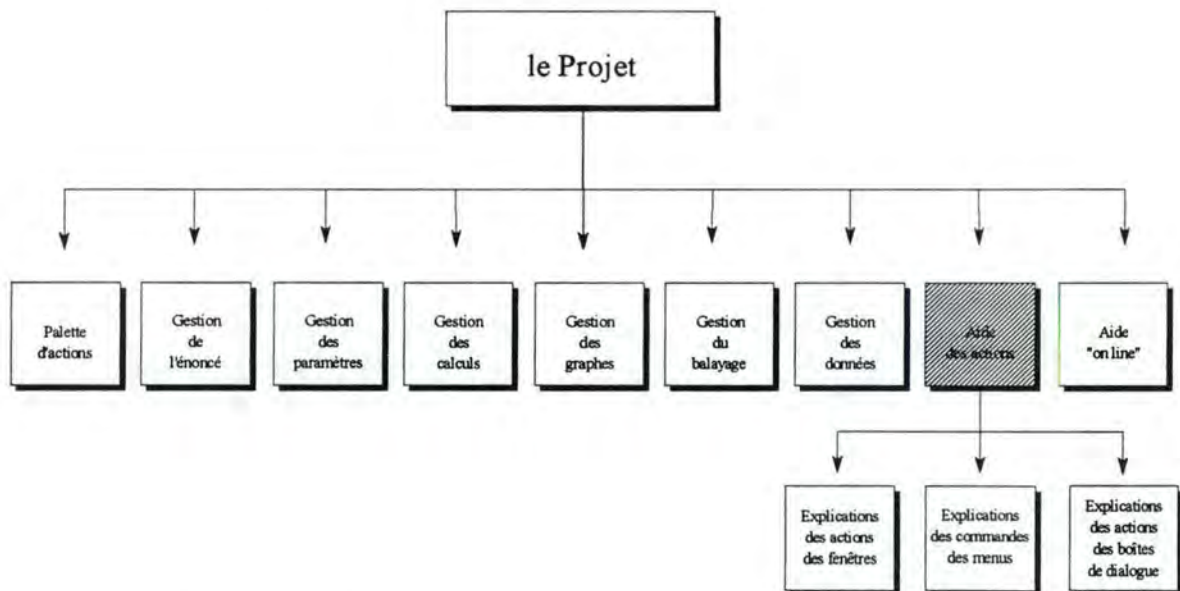 le Projet
Palette
d'actions
Gestion
de
l'énoncé
Gestion
des
paramètres
Gestion
des
calculs
Gestion
des
graphes
Gestion
du
balayage
Gestion
des
données
Aide
des actions
Aide
"on line"
Explications
des actions
des fenêtres
Explications
des commandes
des menus
Explications
des actions
des boîtes
de dialogue